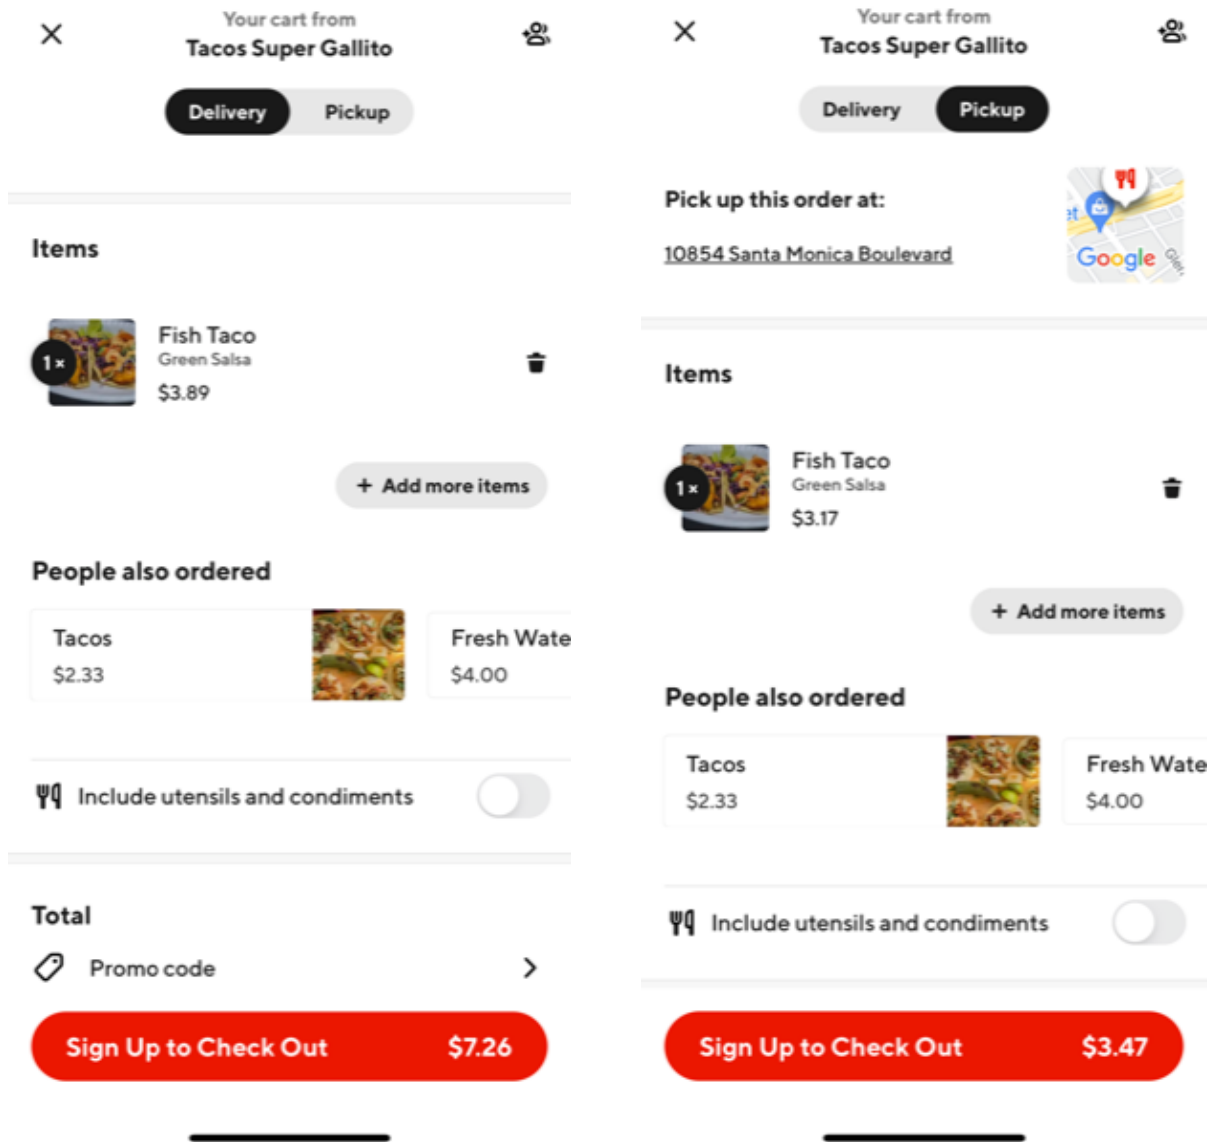 Your cart from
Tacos Super Gallito
Delivery Pickup
Items
1 ×
Fish Taco
Green Salsa
$3.89
+ Add more items
People also ordered
Tacos
$2.33
Fresh Wate
$4.00
Include utensils and condiments
Total
Promo code
Sign Up to Check Out $7.26
Your cart from
Tacos Super Gallito
Delivery Pickup
Pick up this order at:
10854 Santa Monica Boulevard
Google
Items
1 ×
Fish Taco
Green Salsa
$3.17
+ Add more items
People also ordered
Tacos
$2.33
Fresh Wate
$4.00
Include utensils and condiments
Sign Up to Check Out $3.47